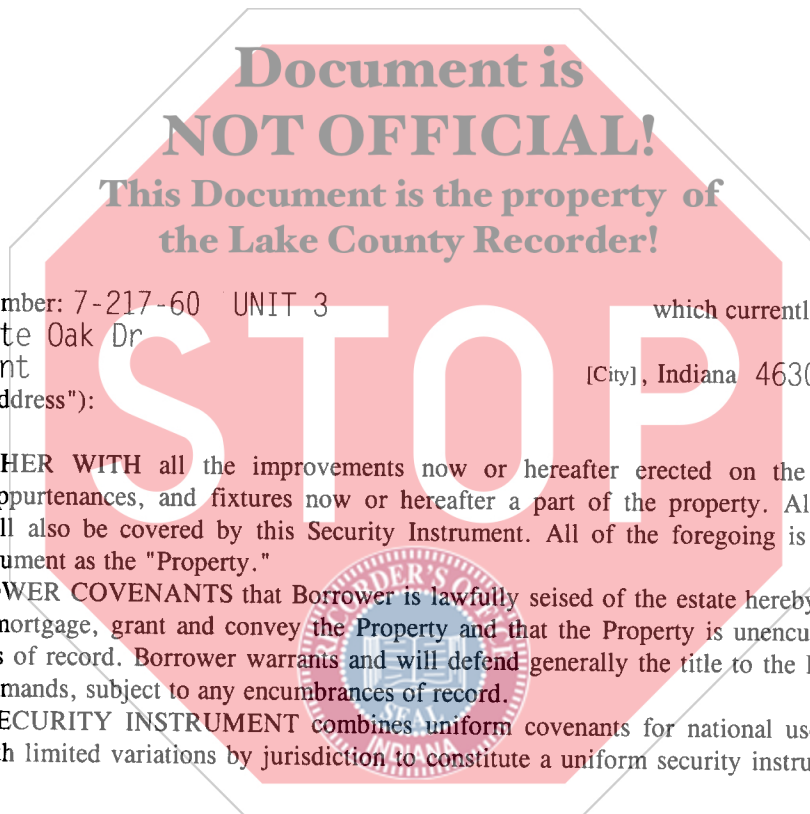 Document is
NOT OFFICIAL!
This Document is the property of
the Lake County Recorder!
mber: 7-217-60 UNIT 3 which currentl
te Oak Dr
nt [City], Indiana 4630
ddress"):
STOP
HER WITH all the improvements now or hereafter erected on the
ppurtenances, and fixtures now or hereafter a part of the property. Al
ll also be covered by this Security Instrument. All of the foregoing is
ument as the "Property."
OWER COVENANTS that Borrower is lawfully seised of the estate hereby
mortgage, grant and convey the Property and that the Property is unencu
s of record. Borrower warrants and will defend generally the title to the
mands, subject to any encumbrances of record.
ECURITY INSTRUMENT combines uniform covenants for national us
h limited variations by jurisdiction to constitute a uniform security instru
RECORDER'S OFFICE
SEAL
INDIANA